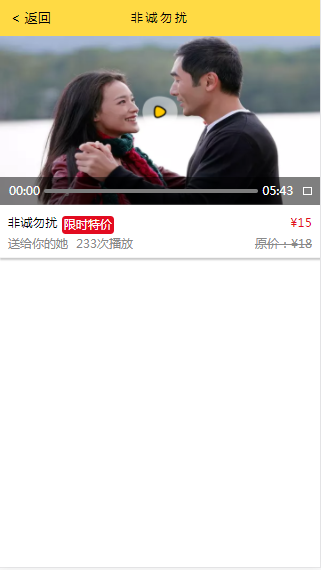 < 返回 非诚勿扰
00:00 05:43
非诚勿扰 限时特价 ¥15
送给你的她 233次播放 原价：¥18